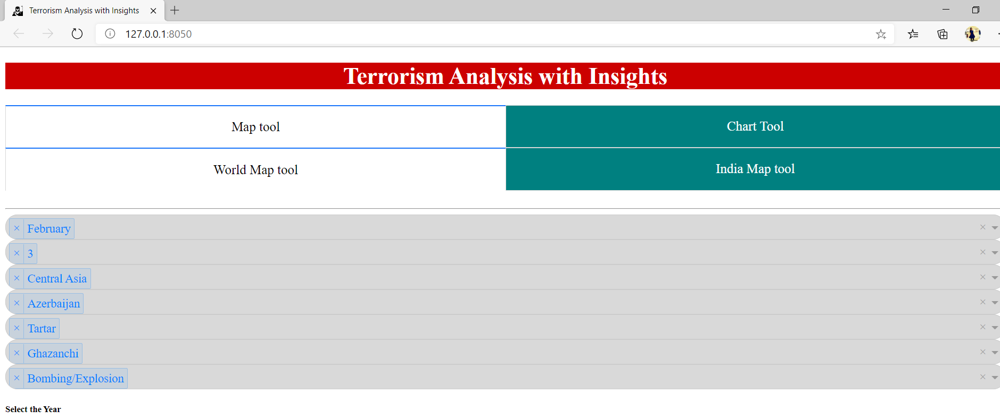 Terrorism Analysis with Insights
127.0.0.1:8050
Terrorism Analysis with Insights
Map tool
Chart Tool
World Map tool
India Map tool
× February
× 3
× Central Asia
× Azerbaijan
× Tartar
× Ghazanchi
× Bombing/Explosion
Select the Year